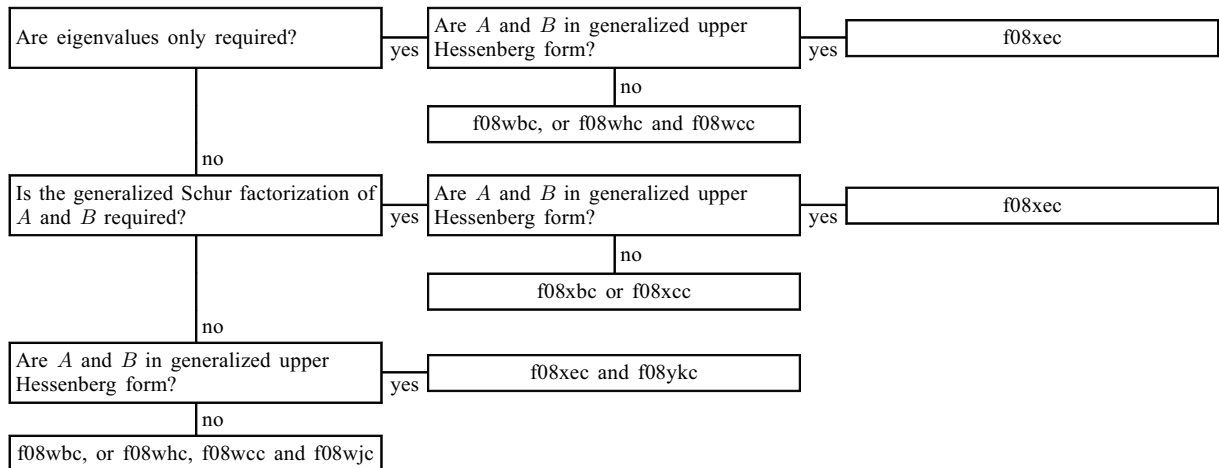 Are eigenvalues only required?
yes
Are A and B in generalized upper
Hessenberg form?
yes
f08xec
no
f08wbc, or f08whc and f08wcc
no
Is the generalized Schur factorization of
A and B required?
yes
Are A and B in generalized upper
Hessenberg form?
yes
f08xec
no
f08xbc or f08xcc
no
Are A and B in generalized upper
Hessenberg form?
yes
f08xec and f08ykc
no
f08wbc, or f08whc, f08wcc and f08wjc